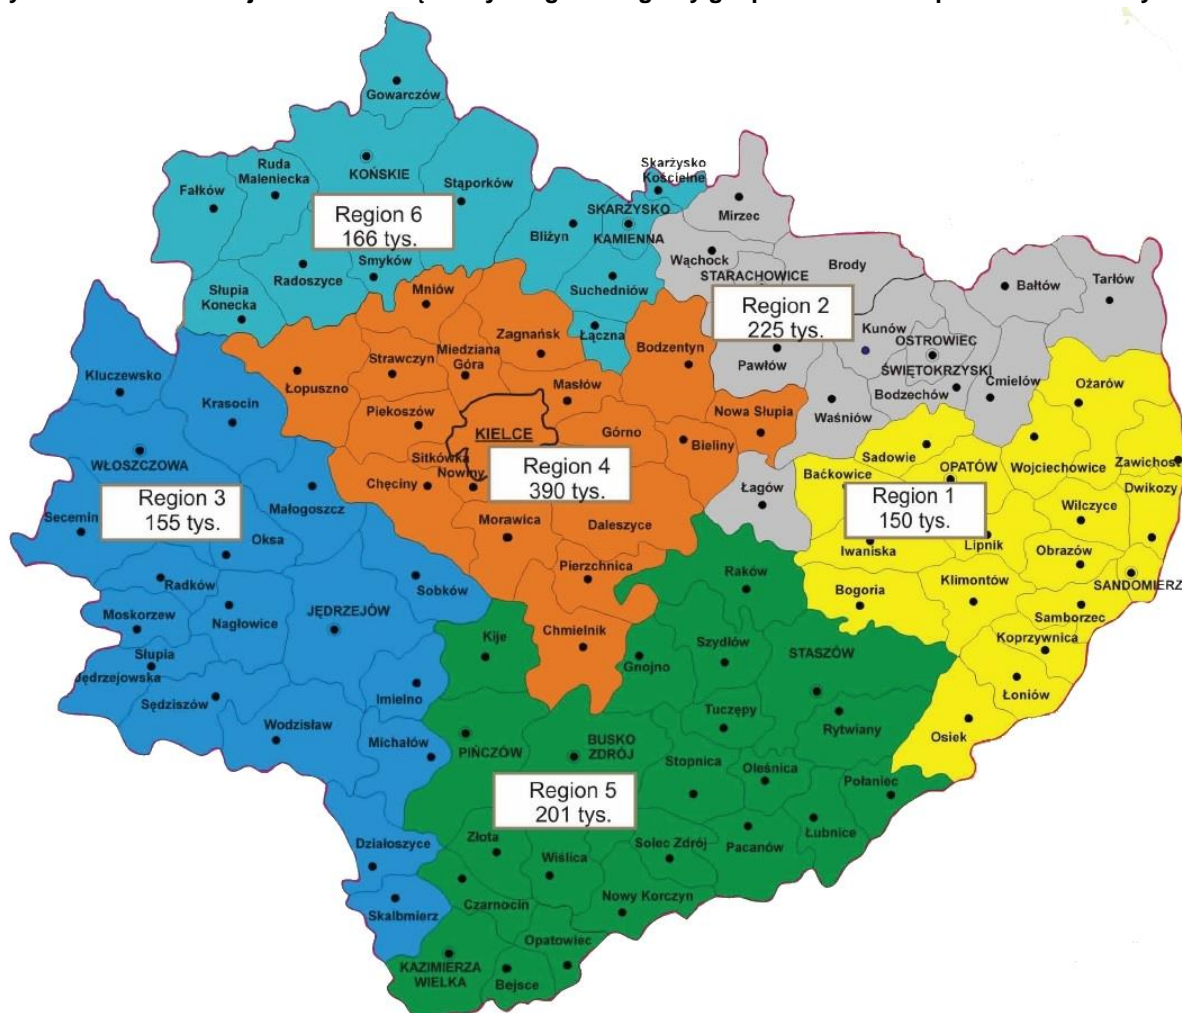 Gowarczów
Skarżysko
Kościelne
Ruda
Maleniecka
KOŃSKIE
Fałków
Stąporków
SKARŻYSKO
KAMIENNA
Mirzec
Region 6
166 tys.
Bliżyn
Wąchock
Brody
Smyków
Radoszyce
STARACHOWICE
Bałtów
Tarłów
Słupia
Konecka
Mniów
Suchedniów
Region 2
225 tys.
Zagnańsk
Łączna
Bodzentyn
Kunów
OSTROWIEC
ŚWIĘTOKRZYSKI
Strawczyn
Miedziana
Góra
Pawłów
Kluczewsko
Łopuszno
Masłów
Bodzechów
Ćmielów
Ożarów
Krasocin
Piekoszów
Nowa Słupia
Waśniów
KIELCE
Górno
Bieliny
Sadowie
WŁOSZCZOWA
Sitkówka
Nowiny
Baćkowice
OPATÓW
Wojciechowice
Zawichost
Region 4
390 tys.
Chęciny
Łagów
Dwikozy
Region 3
155 tys.
Małogoszcz
Region 1
150 tys.
Wilczyce
Secemin
Morawica
Daleszyce
Oksa
Iwaniska
Lipnik
Obrazów
Pierzchnica
Raków
Radków
Sobków
Bogoria
Klimontów
SANDOMIERZ
Moskorzew
Nagłowice
JĘDRZEJÓW
Samborzec
Kije
Chmielnik
Szydłów
Koprzywnica
Słupia
Jędrzejowska
Gnojno
STASZÓW
Łoniów
Sędziszów
Imielno
Wodzisław
Tuczępy
Rytwiany
Osiek
Michałów
PIŃCZÓW
BUSKO
ZDRÓJ
Stopnica
Oleśnica
Połaniec
Region 5
201 tys.
Łubnice
Działoszyce
Złota
Wiślica
Solec Zdrój
Pacanów
Skalbmierz
Czarnocin
Nowy Korczyn
Opatowiec
KAZIMIERZA
WIELKA
Bejsce